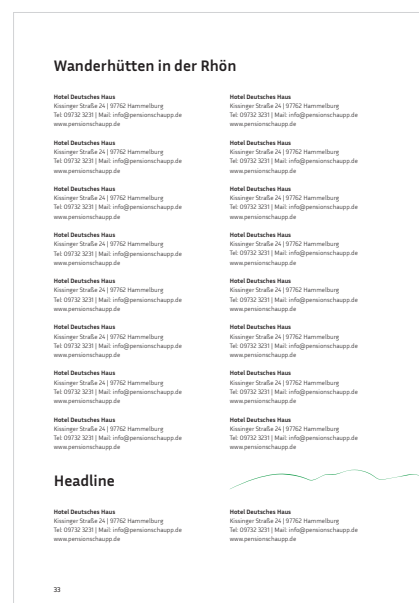 Wanderhütten in der Rhön
Hotel Deutsches Haus
Kissinger Straße 24 | 97762 Hammelburg
Tel: 09732 3231 | Mail: info@pensionschaupp.de
www.pensionschaupp.de
Hotel Deutsches Haus
Kissinger Straße 24 | 97762 Hammelburg
Tel: 09732 3231 | Mail: info@pensionschaupp.de
www.pensionschaupp.de
Hotel Deutsches Haus
Kissinger Straße 24 | 97762 Hammelburg
Tel: 09732 3231 | Mail: info@pensionschaupp.de
www.pensionschaupp.de
Hotel Deutsches Haus
Kissinger Straße 24 | 97762 Hammelburg
Tel: 09732 3231 | Mail: info@pensionschaupp.de
www.pensionschaupp.de
Hotel Deutsches Haus
Kissinger Straße 24 | 97762 Hammelburg
Tel: 09732 3231 | Mail: info@pensionschaupp.de
www.pensionschaupp.de
Hotel Deutsches Haus
Kissinger Straße 24 | 97762 Hammelburg
Tel: 09732 3231 | Mail: info@pensionschaupp.de
www.pensionschaupp.de
Hotel Deutsches Haus
Kissinger Straße 24 | 97762 Hammelburg
Tel: 09732 3231 | Mail: info@pensionschaupp.de
www.pensionschaupp.de
Hotel Deutsches Haus
Kissinger Straße 24 | 97762 Hammelburg
Tel: 09732 3231 | Mail: info@pensionschaupp.de
www.pensionschaupp.de
Hotel Deutsches Haus
Kissinger Straße 24 | 97762 Hammelburg
Tel: 09732 3231 | Mail: info@pensionschaupp.de
www.pensionschaupp.de
Hotel Deutsches Haus
Kissinger Straße 24 | 97762 Hammelburg
Tel: 09732 3231 | Mail: info@pensionschaupp.de
www.pensionschaupp.de
Hotel Deutsches Haus
Kissinger Straße 24 | 97762 Hammelburg
Tel: 09732 3231 | Mail: info@pensionschaupp.de
www.pensionschaupp.de
Hotel Deutsches Haus
Kissinger Straße 24 | 97762 Hammelburg
Tel: 09732 3231 | Mail: info@pensionschaupp.de
www.pensionschaupp.de
Hotel Deutsches Haus
Kissinger Straße 24 | 97762 Hammelburg
Tel: 09732 3231 | Mail: info@pensionschaupp.de
www.pensionschaupp.de
Hotel Deutsches Haus
Kissinger Straße 24 | 97762 Hammelburg
Tel: 09732 3231 | Mail: info@pensionschaupp.de
www.pensionschaupp.de
Hotel Deutsches Haus
Kissinger Straße 24 | 97762 Hammelburg
Tel: 09732 3231 | Mail: info@pensionschaupp.de
www.pensionschaupp.de
Hotel Deutsches Haus
Kissinger Straße 24 | 97762 Hammelburg
Tel: 09732 3231 | Mail: info@pensionschaupp.de
www.pensionschaupp.de
Headline
Hotel Deutsches Haus
Kissinger Straße 24 | 97762 Hammelburg
Tel: 09732 3231 | Mail: info@pensionschaupp.de
www.pensionschaupp.de
Hotel Deutsches Haus
Kissinger Straße 24 | 97762 Hammelburg
Tel: 09732 3231 | Mail: info@pensionschaupp.de
www.pensionschaupp.de
33